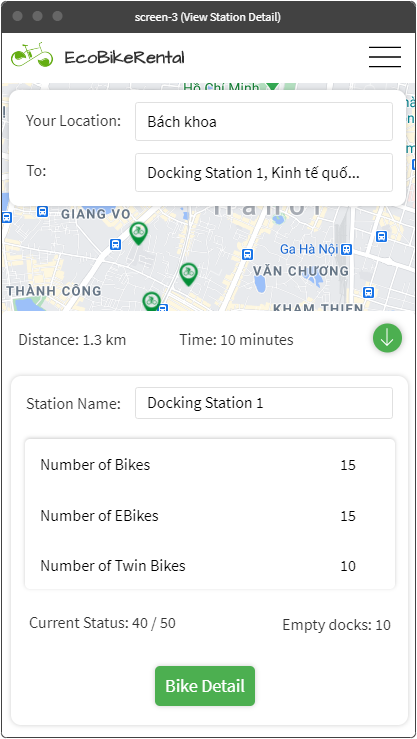 screen-3 (View Station Detail)
EcoBikeRental
Hồ Chí Minh
Your Location:
Bách khoa
To:
Docking Station 1, Kinh tế quố...
Hanoi
GIANG VO
Ga Hà Nội
VĂN CHƯƠNG
THÀNH CÔNG
KHAM THIEN
Distance: 1.3 km
Time: 10 minutes
Station Name:
Docking Station 1
Number of Bikes
15
Number of EBikes
15
Number of Twin Bikes
10
Current Status: 40 / 50
Empty docks: 10
Bike Detail